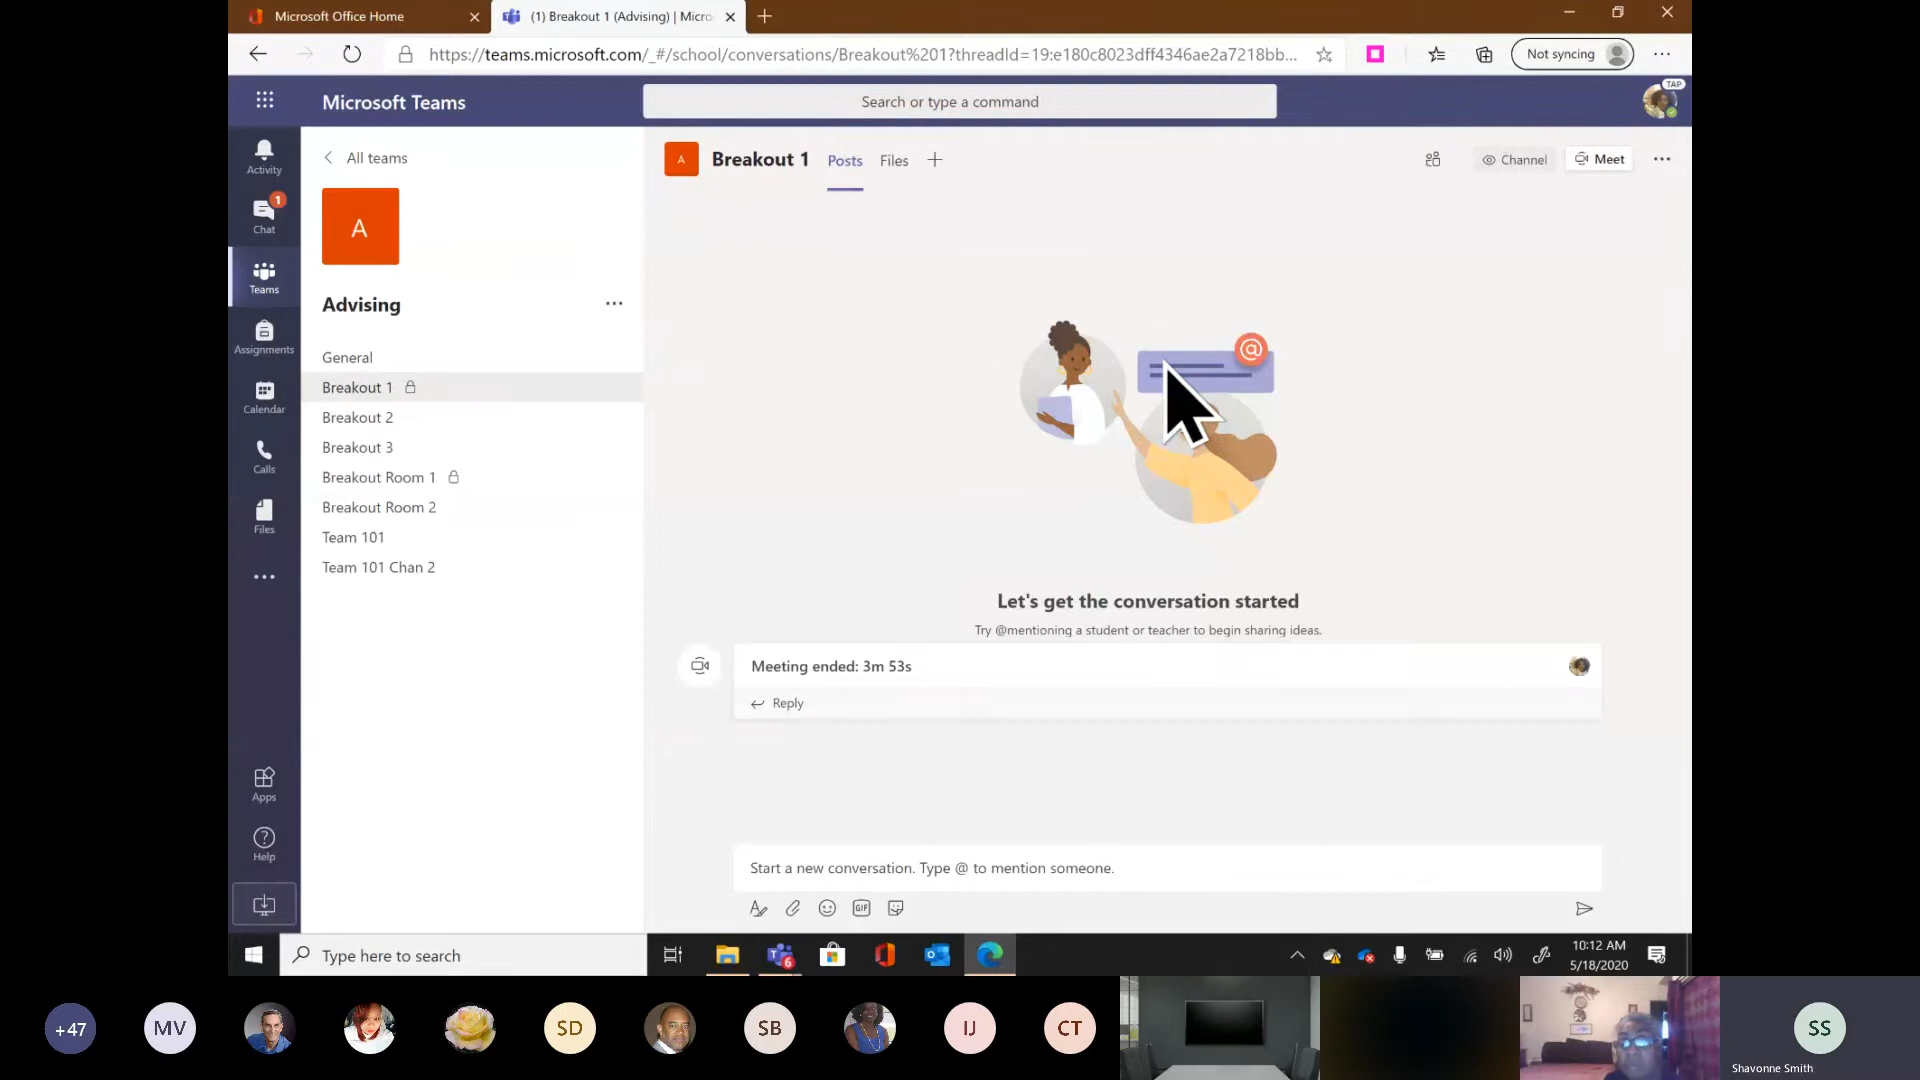 Microsoft Office Home
(1) Breakout 1 (Advising) | Micro
https://teams.microsoft.com/_#/school/conversations/Breakout%201?threadId=19:e180c8023dff4346ae2a7218bb...
Not syncing
Microsoft Teams
Search or type a command
TAP
Activity
1
Chat
Teams
Assignments
Calendar
Calls
Files
Apps
Help
All teams
A
Advising
General
Breakout 1
Breakout 2
Breakout 3
Breakout Room 1
Breakout Room 2
Team 101
Team 101 Chan 2
A
Breakout 1
Posts
Files
Channel
Meet
@
Let's get the conversation started
Try @mentioning a student or teacher to begin sharing ideas.
Meeting ended: 3m 53s
Reply
Start a new conversation. Type @ to mention someone.
GIF
Type here to search
6
10:12 AM
5/18/2020
+47
MV
SD
SB
IJ
CT
SS
Shavonne Smith